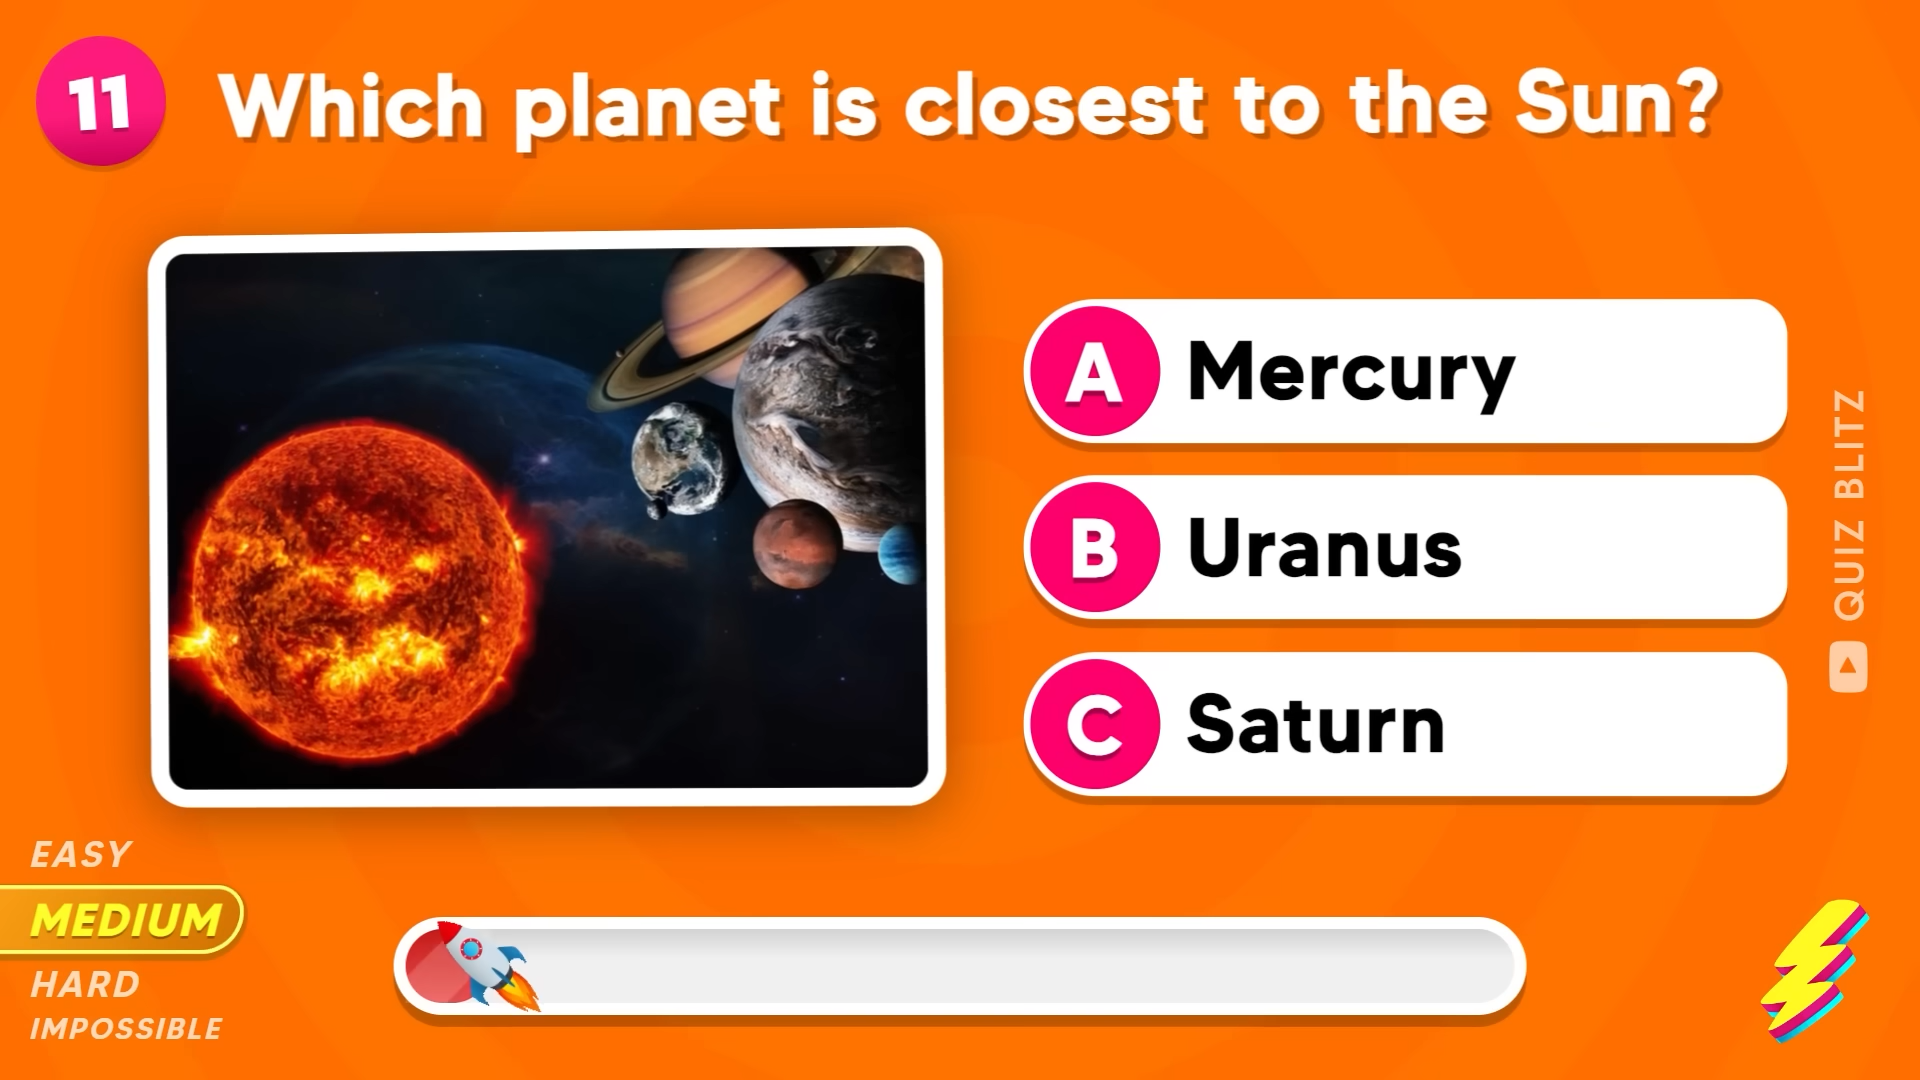 11
Which planet is closest to the Sun?
A Mercury
B Uranus
C Saturn
QUIZ BLITZ
EASY
MEDIUM
HARD
IMPOSSIBLE